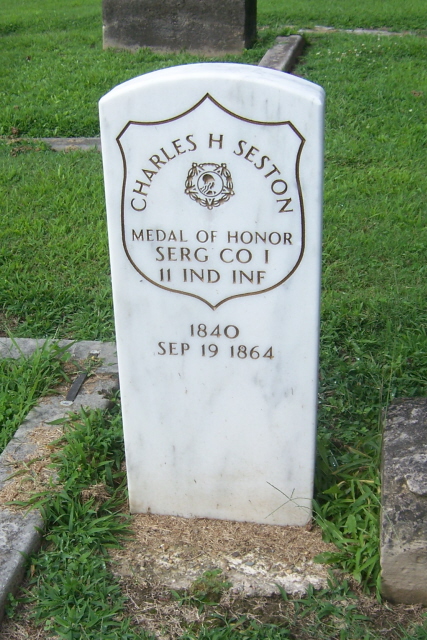 CHARLES H SESTON
MEDAL OF HONOR
SERG CO I
11 IND INF
1840
SEP 19 1864